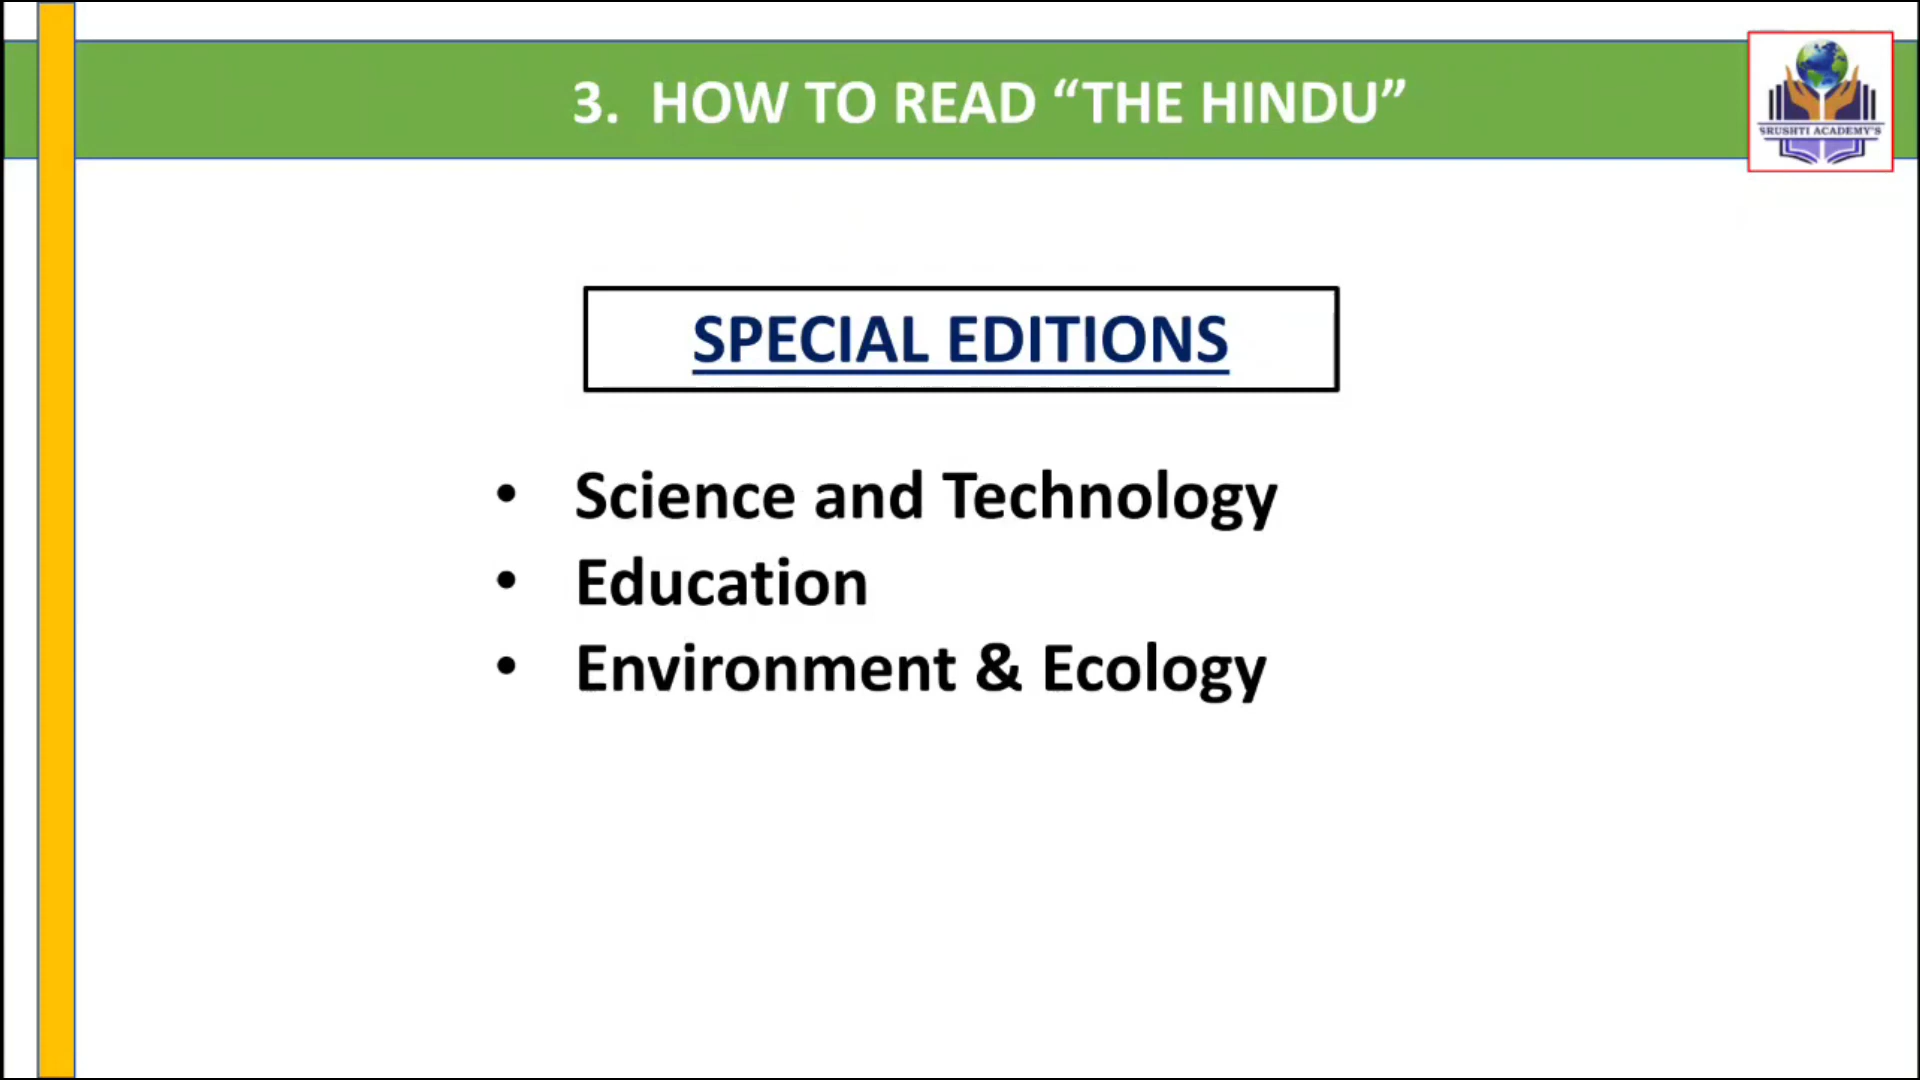 3. HOW TO READ “THE HINDU”
SRUSHTI ACADEMY'S
SPECIAL EDITIONS
• Science and Technology
• Education
• Environment & Ecology